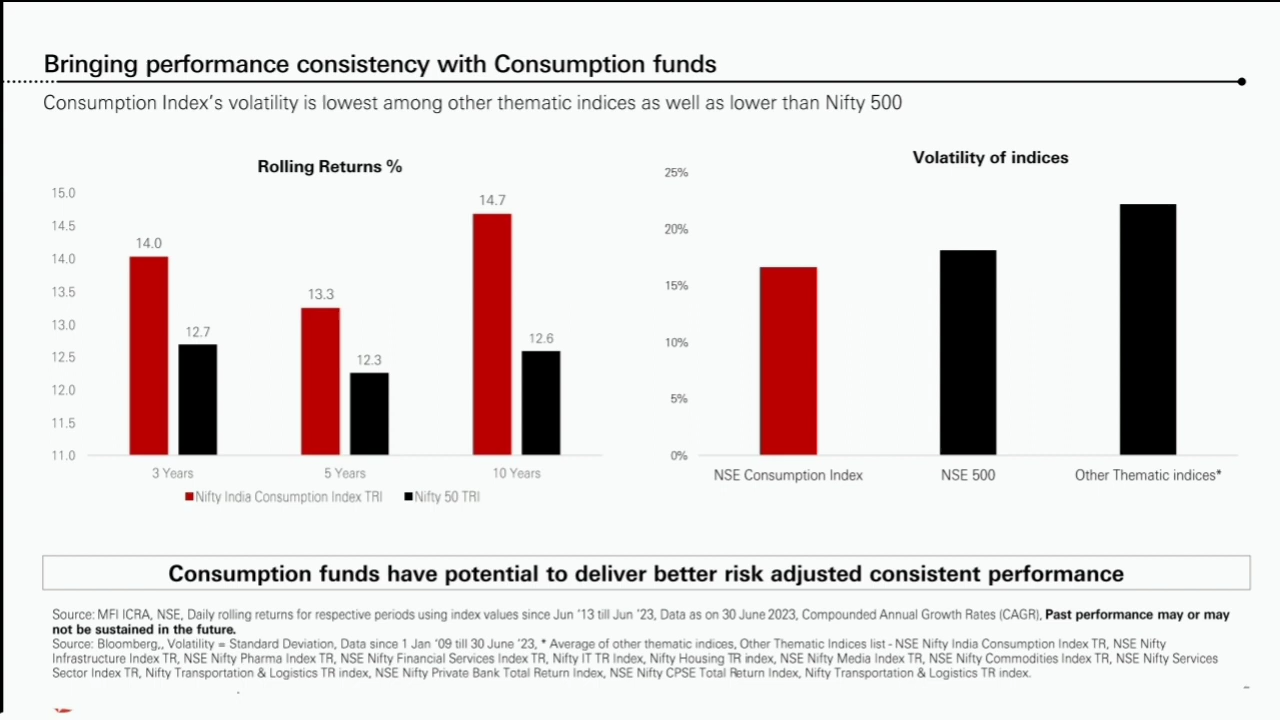 Bringing performance consistency with Consumption funds
Consumption Index's volatility is lowest among other thematic indices as well as lower than Nifty 500
Rolling Returns %
15.0
14.5
14.0
13.5
13.0
12.5
12.0
11.5
11.0
14.0
12.7
13.3
12.3
14.7
12.6
3 Years
5 Years
10 Years
Nifty India Consumption Index TRI
Nifty 50 TRI
Volatility of indices
25%
20%
15%
10%
5%
0%
NSE Consumption Index
NSE 500
Other Thematic indices*
Consumption funds have potential to deliver better risk adjusted consistent performance
Source: MFI ICRA, NSE, Daily rolling returns for respective periods using index values since Jun '13 till Jun '23, Data as on 30 June 2023, Compounded Annual Growth Rates (CAGR), Past performance may or may
not be sustained in the future.
Source: Bloomberg,, Volatility = Standard Deviation, Data since 1 Jan '09 till 30 June '23, * Average of other thematic indices, Other Thematic Indices list - NSE Nifty India Consumption Index TR, NSE Nifty
Infrastructure Index TR, NSE Nifty Pharma Index TR, NSE Nifty Financial Services Index TR, Nifty IT TR Index, Nifty Housing TR index, NSE Nifty Media Index TR, NSE Nifty Commodities Index TR, NSE Nifty Services
Sector Index TR, Nifty Transportation & Logistics TR index, NSE Nifty Private Bank Total Return Index, NSE Nifty CPSE Total Return Index, Nifty Transportation & Logistics TR index.